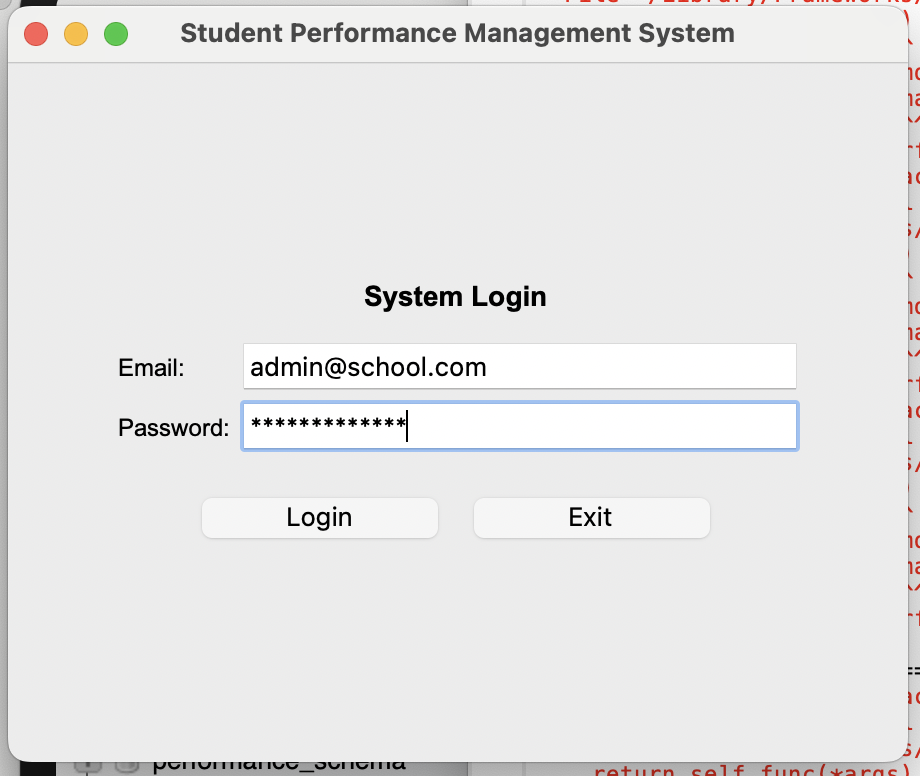 Student Performance Management System
System Login
Email: admin@school.com
Password: *************
Login Exit
performance_schema
return self.func(*args)